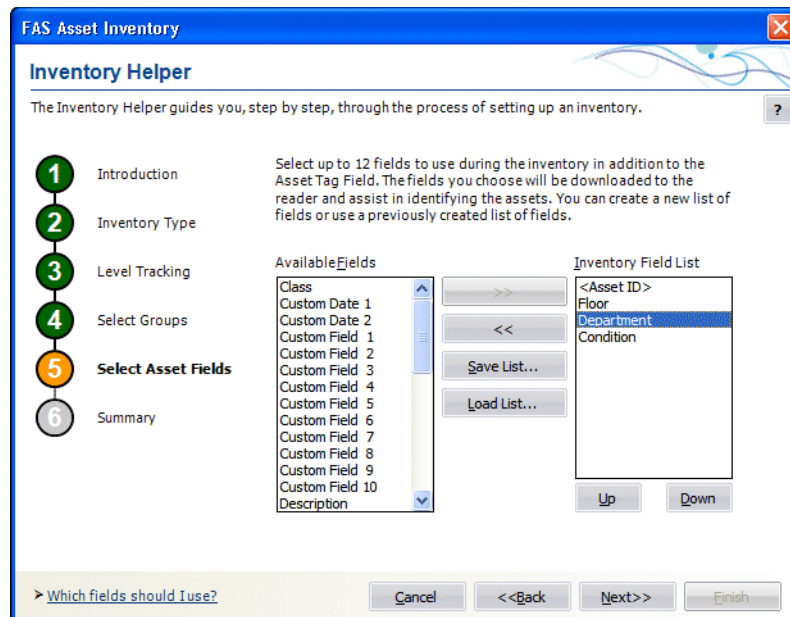 FAS Asset Inventory
Inventory Helper
The Inventory Helper guides you, step by step, through the process of setting up an inventory.
?
1 Introduction
2 Inventory Type
3 Level Tracking
4 Select Groups
5 Select Asset Fields
6 Summary
Select up to 12 fields to use during the inventory in addition to the
Asset Tag Field. The fields you choose will be downloaded to the
reader and assist in identifying the assets. You can create a new list of
fields or use a previously created list of fields.
Available Fields
Class
Custom Date 1
Custom Date 2
Custom Field 1
Custom Field 2
Custom Field 3
Custom Field 4
Custom Field 5
Custom Field 6
Custom Field 7
Custom Field 8
Custom Field 9
Custom Field 10
Description
>>
<<
Save List...
Load List...
Inventory Field List
<Asset ID>
Floor
Department
Condition
Up
Down
➤ Which fields should I use?
Cancel
<<Back
Next>>
Finish